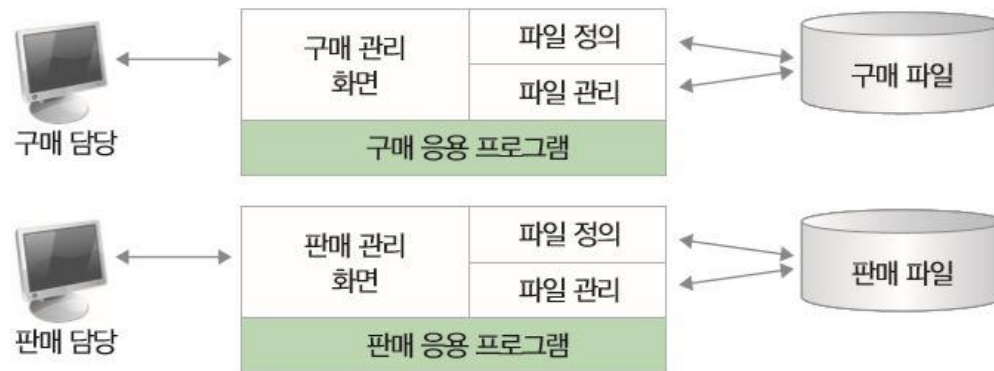 구매 관리
화면
파일 정의
파일 관리
구매 파일
구매 담당
구매 응용 프로그램
판매 관리
화면
파일 정의
파일 관리
판매 파일
판매 담당
판매 응용 프로그램